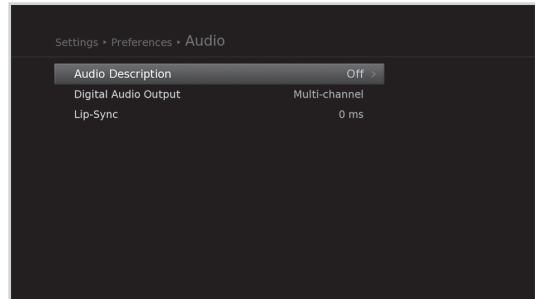 Settings ‣ Preferences ‣ Audio
Audio Description Off >
Digital Audio Output Multi-channel
Lip-Sync 0 ms